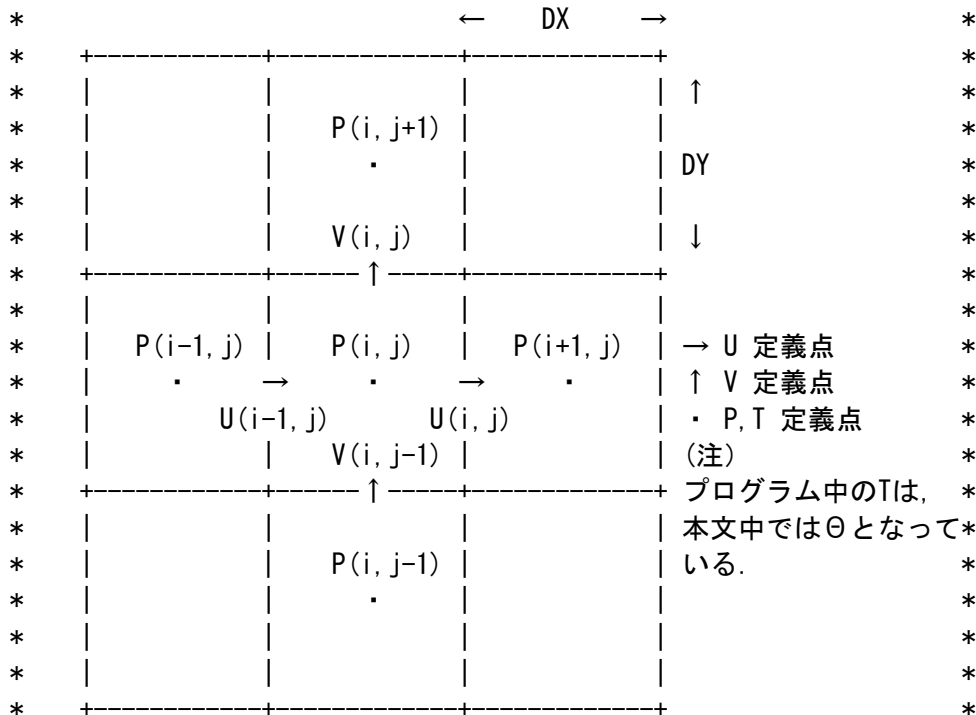 *                                ←    DX    →                     *
*    +------------+-------------+-------------+                    *
*    |            |             |             | ↑                  *
*    |            |    P(i,j+1) |             |                    *
*    |            |      ·      |             | DY                 *
*    |            |             |             |                    *
*    |            |    V(i,j)   |             | ↓                  *
*    +------------+------↑------+-------------+                    *
*    |            |             |             |                    *
*    |   P(i-1,j) |    P(i,j)   |   P(i+1,j)  | → U 定義点         *
*    |      ·     →      ·      →      ·      | ↑ V 定義点         *
*    |         U(i-1,j)      U(i,j)           | · P,T 定義点       *
*    |            |    V(i,j-1) |             | (注)               *
*    +------------+------↑------+-------------+ プログラム中のTは, *
*    |            |             |             | 本文中ではΘとなって*
*    |            |    P(i,j-1) |             | いる.              *
*    |            |      ·      |             |                    *
*    |            |             |             |                    *
*    |            |             |             |                    *
*    +------------+-------------+-------------+                    *